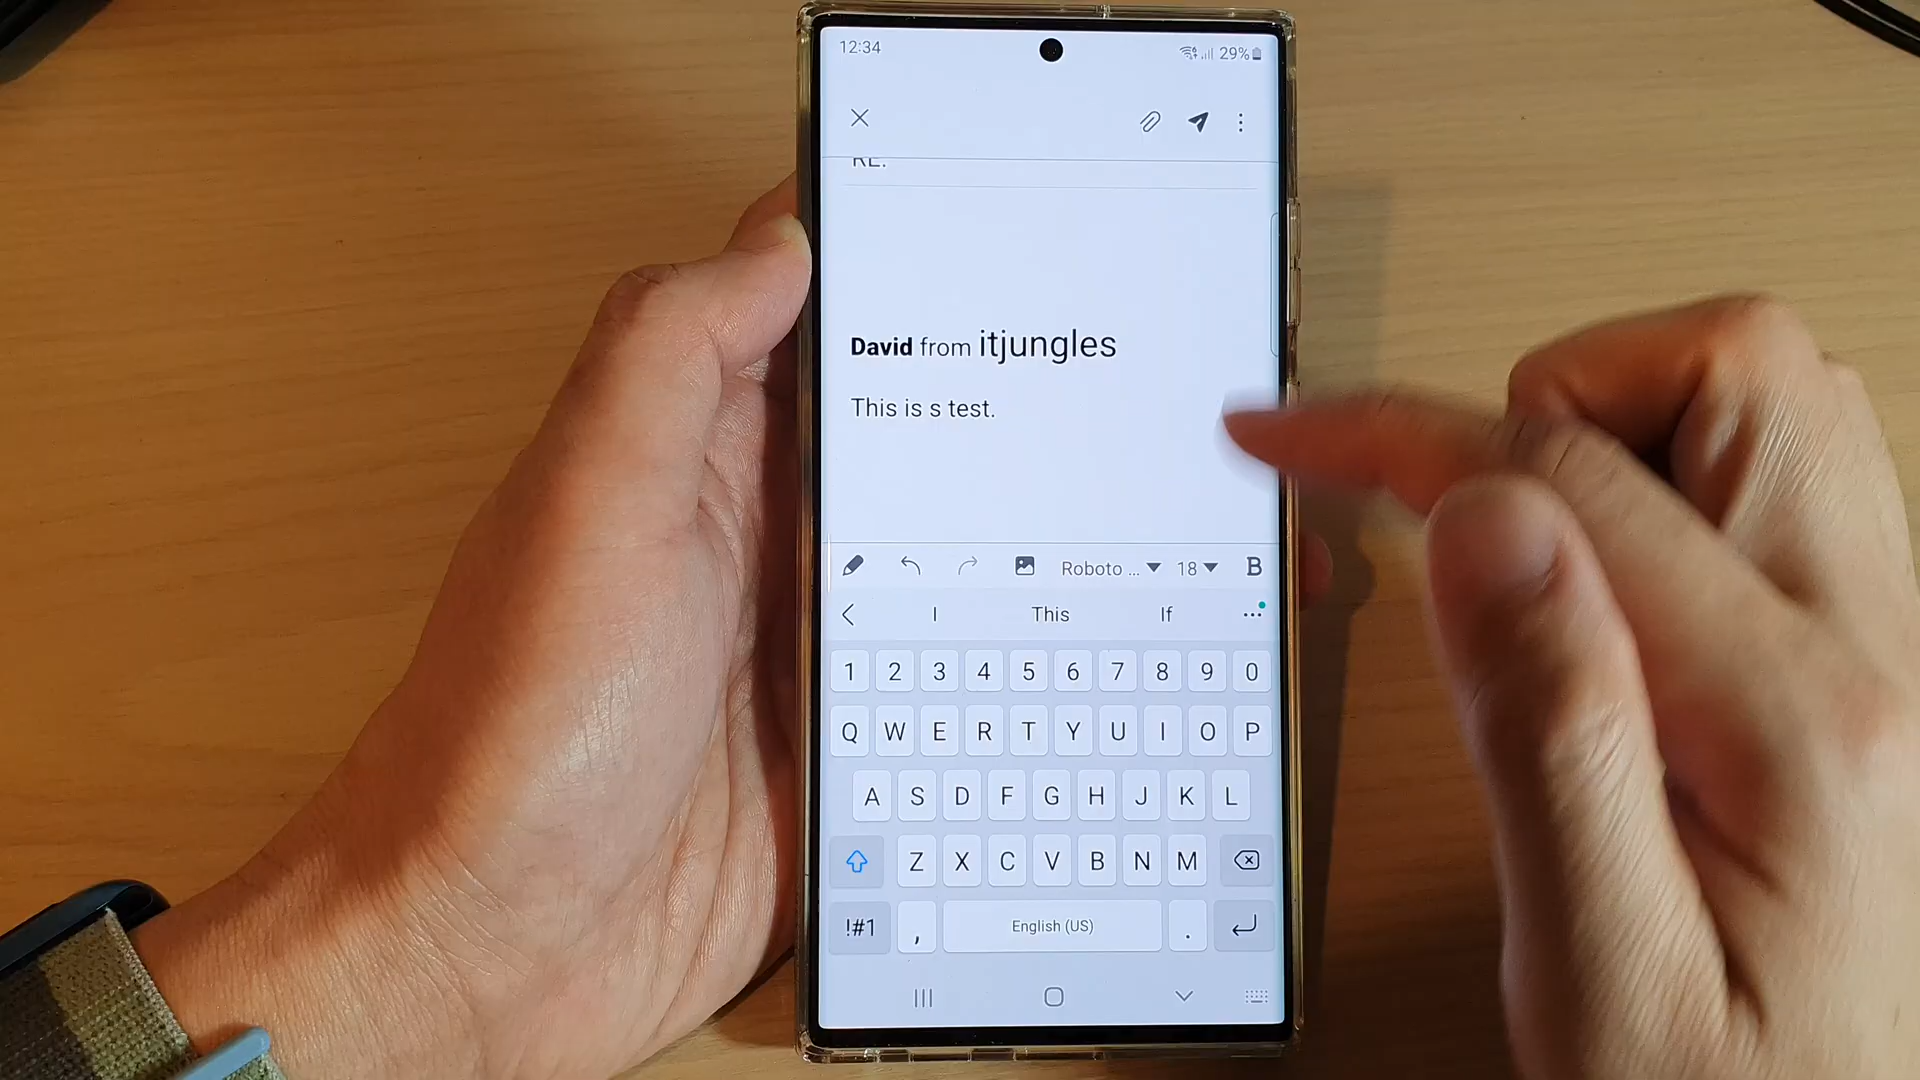 12:34 29%
RE:
David from itjungles
This is s test.
Roboto ... 18 B
I This If ...
1 2 3 4 5 6 7 8 9 0
Q W E R T Y U I O P
A S D F G H J K L
Z X C V B N M
!#1 , English (US) .